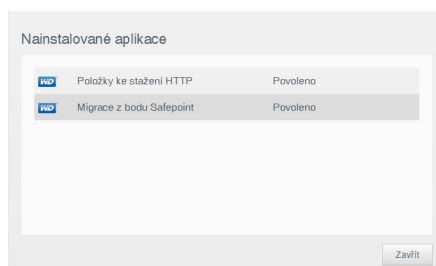 Nainstalované aplikace
WD Položky ke stažení HTTP Povoleno
WD Migrace z bodu Safepoint Povoleno
Zavřít